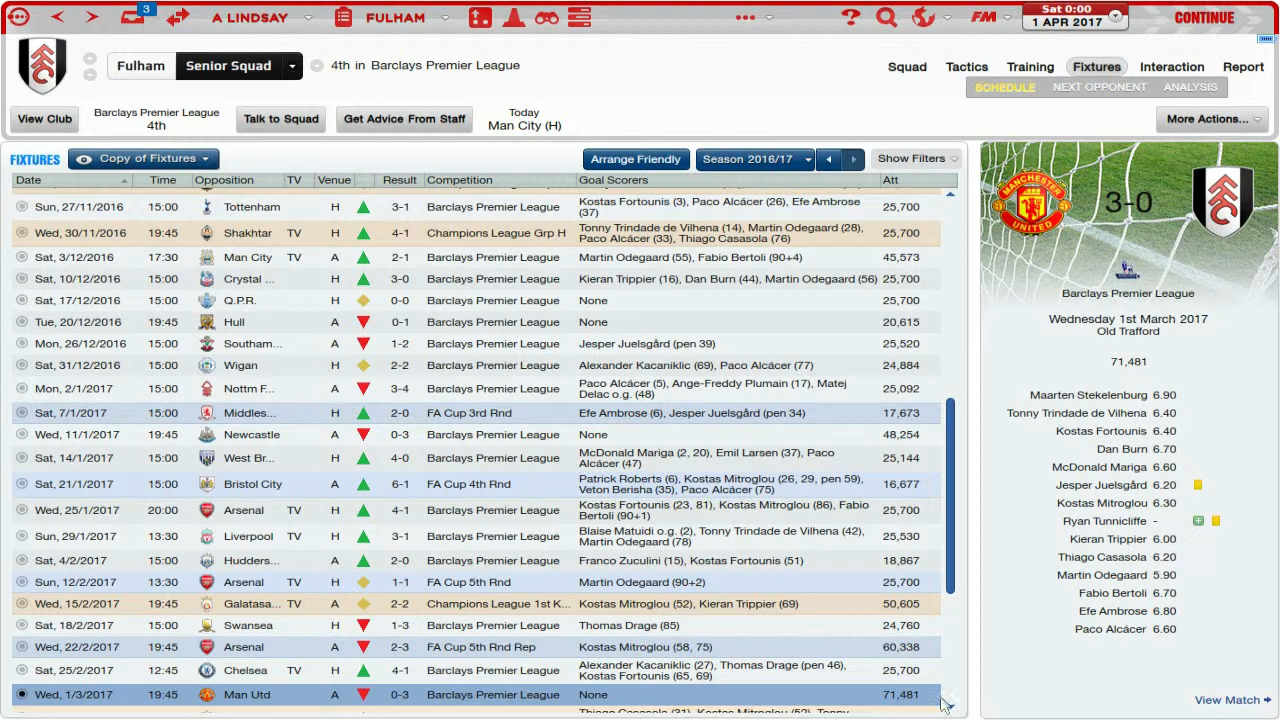 3
A LINDSAY
FULHAM
FM
Sat 0:00
1 APR 2017
CONTINUE
Fulham
Senior Squad
4th in Barclays Premier League
Squad
Tactics
Training
Fixtures
Interaction
Report
SCHEDULE
NEXT OPPONENT
ANALYSIS
View Club
Barclays Premier League
4th
Talk to Squad
Get Advice From Staff
Today
Man City (H)
More Actions...
FIXTURES
Copy of Fixtures
Arrange Friendly
Season 2016/17
Show Filters
Date Time Opposition TV Venue Result Competition Goal Scorers Att
Sun, 27/11/2016 15:00 Tottenham H 3-1 Barclays Premier League Kostas Fortounis (3), Paco Alcácer (26), Efe Ambrose
(37) 25,700
Wed, 30/11/2016 19:45 Shakhtar TV H 4-1 Champions League Grp H Tonny Trindade de Vilhena (14), Martin Odegaard (28),
Paco Alcácer (33), Thiago Casasola (76) 25,700
Sat, 3/12/2016 17:30 Man City TV A 2-1 Barclays Premier League Martin Odegaard (55), Fabio Bertoli (90+4) 45,573
Sat, 10/12/2016 15:00 Crystal ... H 3-0 Barclays Premier League Kieran Trippier (16), Dan Burn (44), Martin Odegaard (56) 25,700
Sat, 17/12/2016 15:00 Q.P.R. H 0-0 Barclays Premier League None 25,700
Tue, 20/12/2016 19:45 Hull A 0-1 Barclays Premier League None 20,615
Mon, 26/12/2016 15:00 Southam... A 1-2 Barclays Premier League Jesper Juelsgård (pen 39) 25,520
Sat, 31/12/2016 15:00 Wigan H 2-2 Barclays Premier League Alexander Kacaniklic (69), Paco Alcácer (77) 24,884
Mon, 2/1/2017 15:00 Nottm F... A 3-4 Barclays Premier League Paco Alcácer (5), Ange-Freddy Plumain (17), Matej
Delac o.g. (48) 25,092
Sat, 7/1/2017 15:00 Middles... H 2-0 FA Cup 3rd Rnd Efe Ambrose (6), Jesper Juelsgård (pen 34) 17,673
Wed, 11/1/2017 19:45 Newcastle A 0-3 Barclays Premier League None 48,254
Sat, 14/1/2017 15:00 West Br... H 4-0 Barclays Premier League McDonald Mariga (2, 20), Emil Larsen (37), Paco
Alcácer (47) 25,144
Sat, 21/1/2017 15:00 Bristol City A 6-1 FA Cup 4th Rnd Patrick Roberts (6), Kostas Mitroglou (26, 29, pen 59),
Veton Berisha (35), Paco Alcácer (75) 16,677
Wed, 25/1/2017 20:00 Arsenal TV H 4-1 Barclays Premier League Kostas Fortounis (23, 81), Kostas Mitroglou (86), Fabio
Bertoli (90+1) 25,700
Sun, 29/1/2017 13:30 Liverpool TV H 3-1 Barclays Premier League Blaise Matuidi o.g. (2), Tonny Trindade de Vilhena (42),
Martin Odegaard (78) 25,530
Sat, 4/2/2017 15:00 Hudders... A 2-0 Barclays Premier League Franco Zuculini (15), Kostas Fortounis (51) 18,867
Sun, 12/2/2017 13:30 Arsenal TV H 1-1 FA Cup 5th Rnd Martin Odegaard (90+2) 25,700
Wed, 15/2/2017 19:45 Galatasa... TV A 2-2 Champions League 1st K... Kostas Mitroglou (52), Kieran Trippier (69) 50,605
Sat, 18/2/2017 15:00 Swansea H 1-3 Barclays Premier League Thomas Drage (85) 24,760
Wed, 22/2/2017 19:45 Arsenal A 2-3 FA Cup 5th Rnd Rep Kostas Mitroglou (58, 75) 60,338
Sat, 25/2/2017 12:45 Chelsea TV H 4-1 Barclays Premier League Alexander Kacaniklic (27), Thomas Drage (pen 46),
Kostas Fortounis (65, 69) 25,700
Wed, 1/3/2017 19:45 Man Utd A 0-3 Barclays Premier League None 71,481
MANCHESTER
UNITED
3-0
Barclays Premier League
Wednesday 1st March 2017
Old Trafford
71,481
Maarten Stekelenburg 6.90
Tonny Trindade de Vilhena 6.40
Kostas Fortounis 6.40
Dan Burn 6.70
McDonald Mariga 6.60
Jesper Juelsgård 6.20
Kostas Mitroglou 6.30
Ryan Tunnicliffe -
Kieran Trippier 6.00
Thiago Casasola 6.20
Martin Odegaard 5.90
Fabio Bertoli 6.70
Efe Ambrose 6.80
Paco Alcácer 6.60
View Match